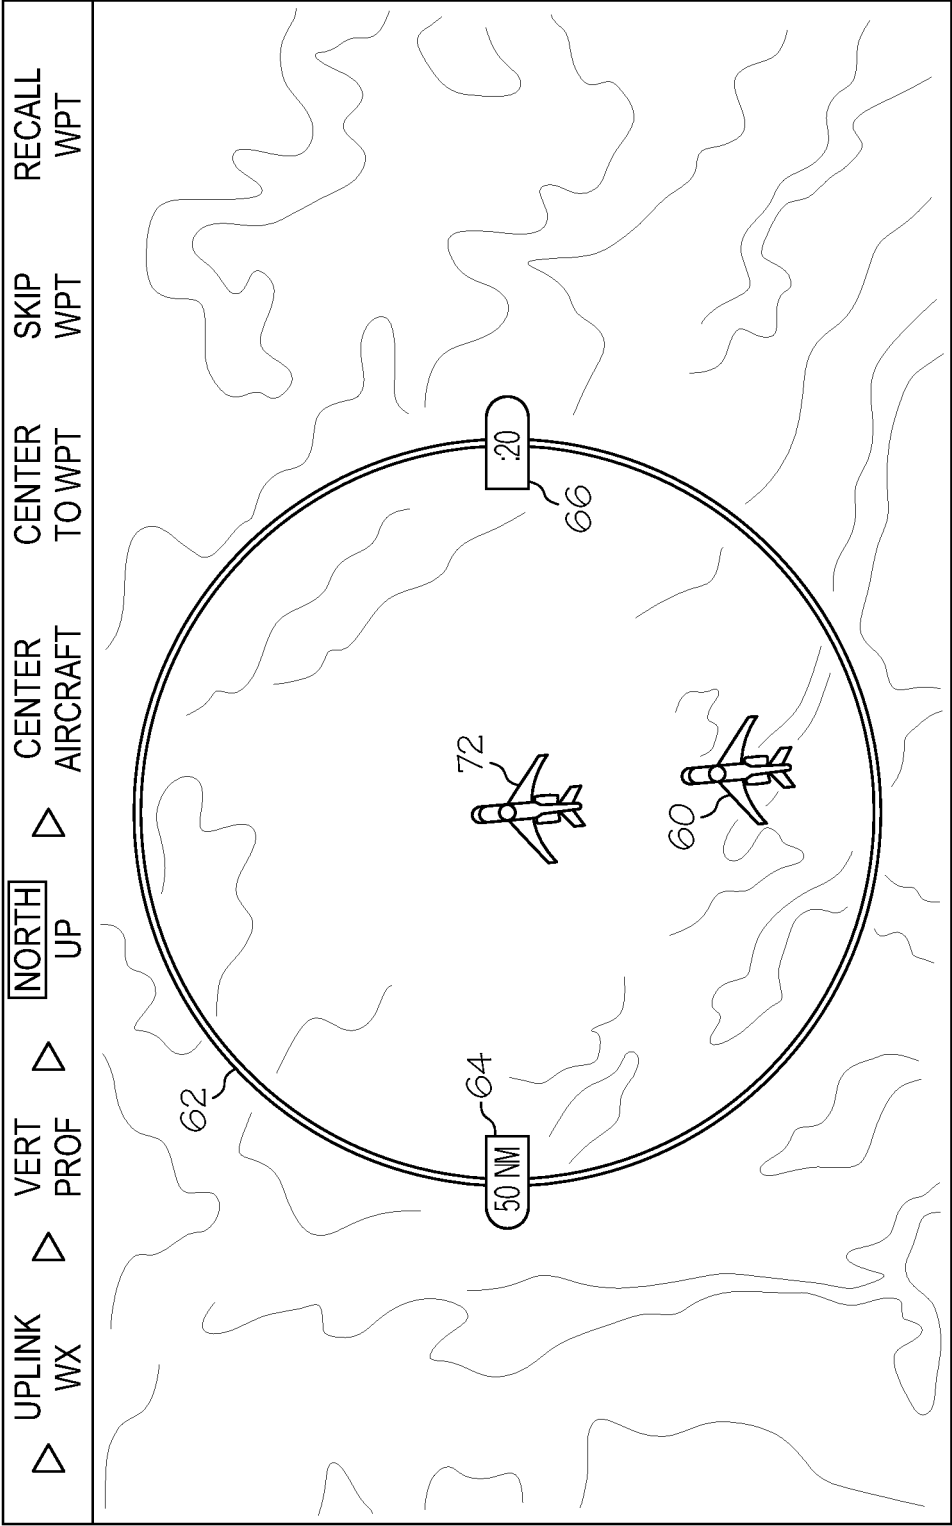 ▷ UPLINK WX
▷ VERT PROF
▷ NORTH UP
▷ CENTER AIRCRAFT
CENTER TO WPT
SKIP WPT
RECALL WPT
62
64
50 NM
72
60
:20
66